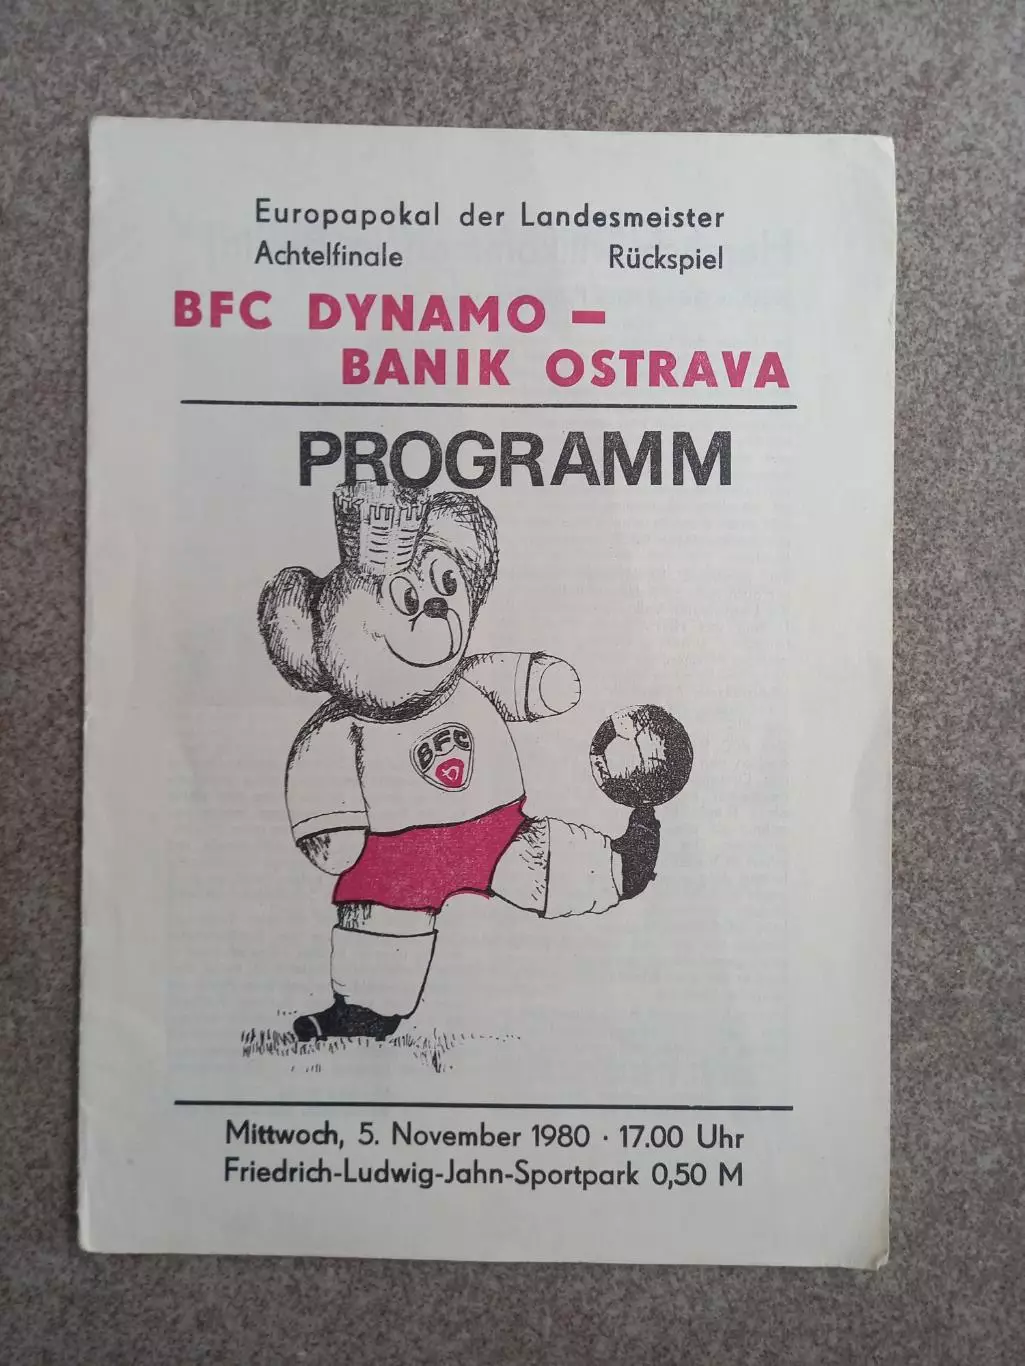 Europapokal der Landesmeister
Achtelfinale Rückspiel
BFC DYNAMO –
BANIK OSTRAVA
PROGRAMM
BFC
D
Mittwoch, 5. November 1980 · 17.00 Uhr
Friedrich-Ludwig-Jahn-Sportpark 0,50 M